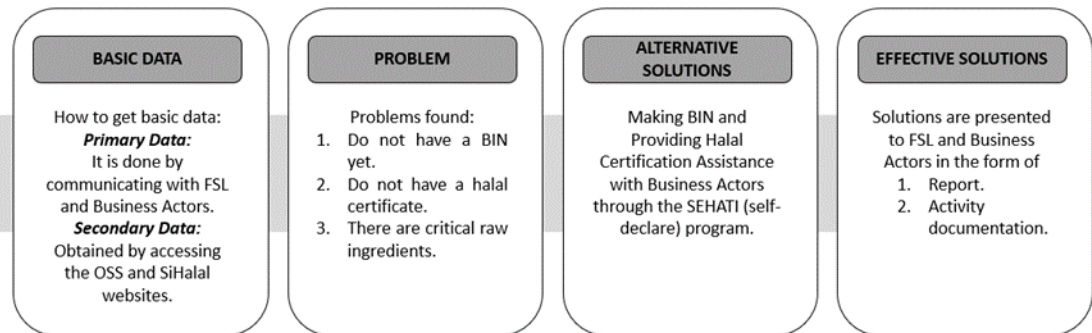 BASIC DATA
How to get basic data:
Primary Data:
It is done by
communicating with FSL
and Business Actors.
Secondary Data:
Obtained by accessing
the OSS and SiHalal
websites.
PROBLEM
Problems found:
1. Do not have a BIN
yet.
2. Do not have a halal
certificate.
3. There are critical raw
ingredients.
ALTERNATIVE
SOLUTIONS
Making BIN and
Providing Halal
Certification Assistance
with Business Actors
through the SEHATI (self-
declare) program.
EFFECTIVE SOLUTIONS
Solutions are presented
to FSL and Business
Actors in the form of
1. Report.
2. Activity
documentation.